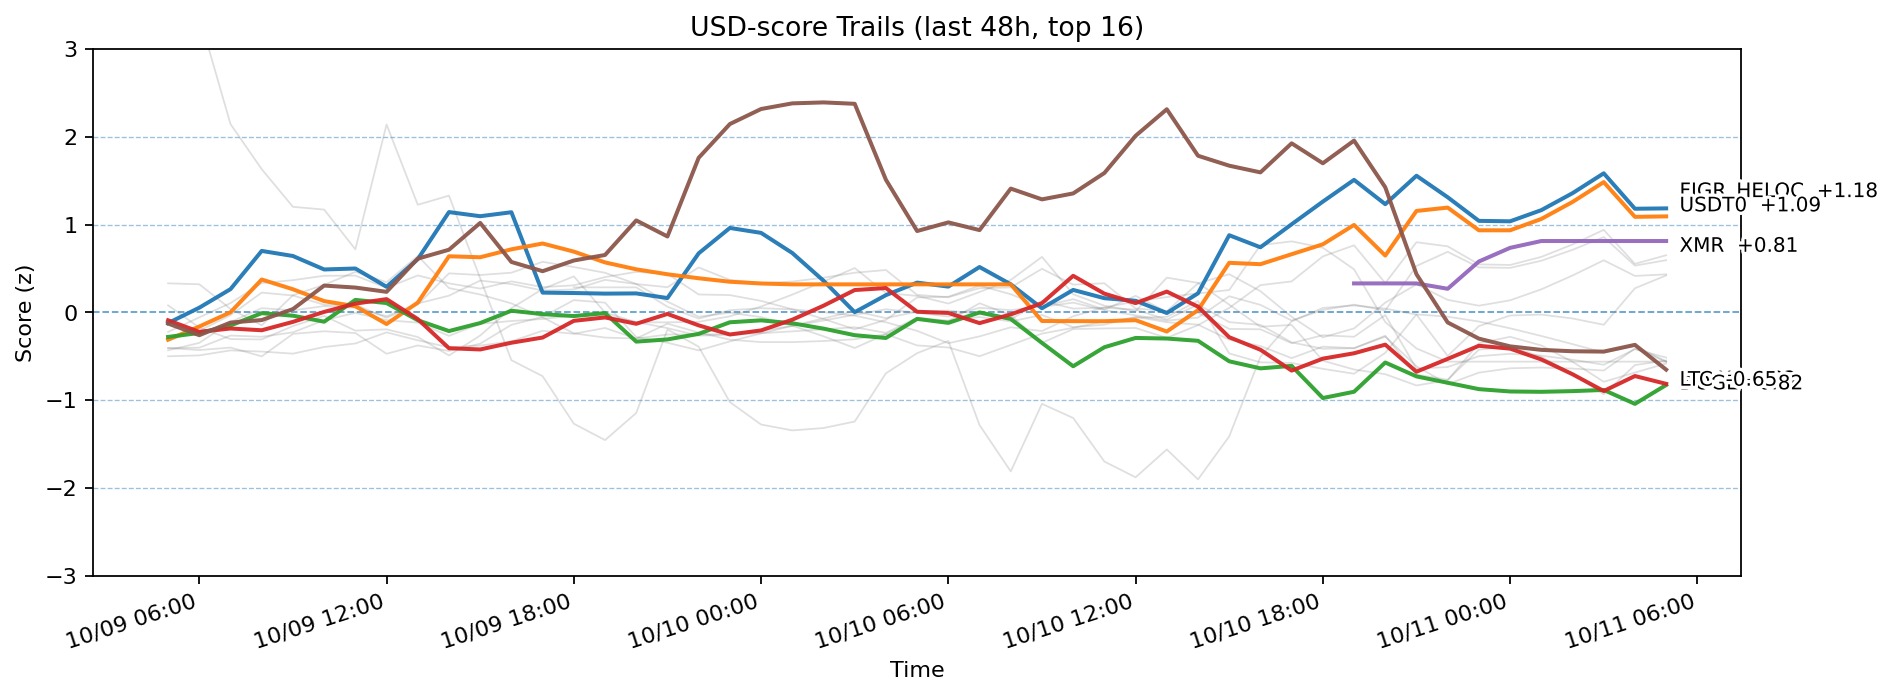 USD-score Trails (last 48h, top 16)
Score (z)
3
2
1
0
−1
−2
−3
FIGR_HELOC +1.18
USDT0 +1.09
XMR +0.81
LTC -0.65
10/09 06:00
10/09 12:00
10/09 18:00
10/10 00:00
10/10 06:00
10/10 12:00
10/10 18:00
10/11 00:00
10/11 06:00
Time